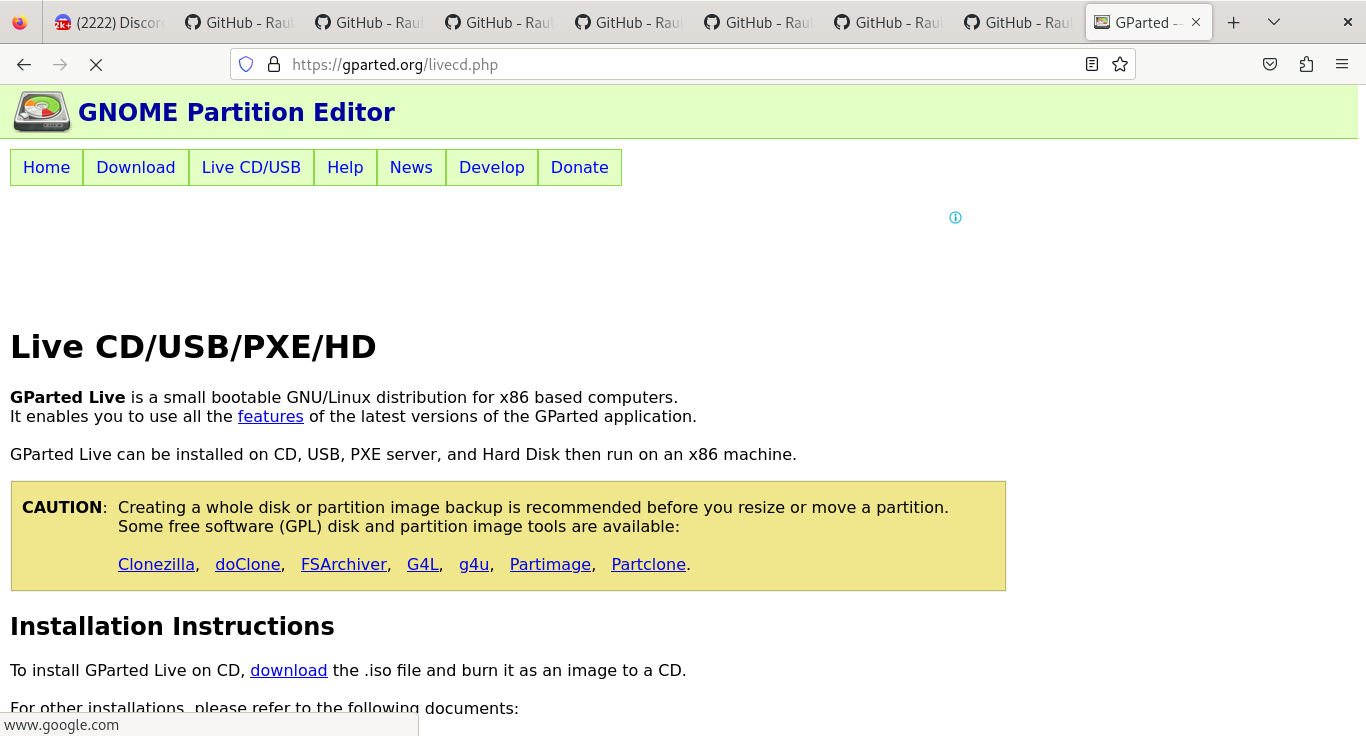 (2222) Discor
GitHub - Raul
GitHub - Raul
GitHub - Raul
GitHub - Raul
GitHub - Raul
GitHub - Raul
GitHub - Raul
GParted --
https://gparted.org/livecd.php
GNOME Partition Editor
Home Download Live CD/USB Help News Develop Donate
Live CD/USB/PXE/HD
GParted Live is a small bootable GNU/Linux distribution for x86 based computers.
It enables you to use all the features of the latest versions of the GParted application.
GParted Live can be installed on CD, USB, PXE server, and Hard Disk then run on an x86 machine.
CAUTION: Creating a whole disk or partition image backup is recommended before you resize or move a partition.
Some free software (GPL) disk and partition image tools are available:
Clonezilla, doClone, FSArchiver, G4L, g4u, Partimage, Partclone.
Installation Instructions
To install GParted Live on CD, download the .iso file and burn it as an image to a CD.
For other installations, please refer to the following documents:
www.google.com